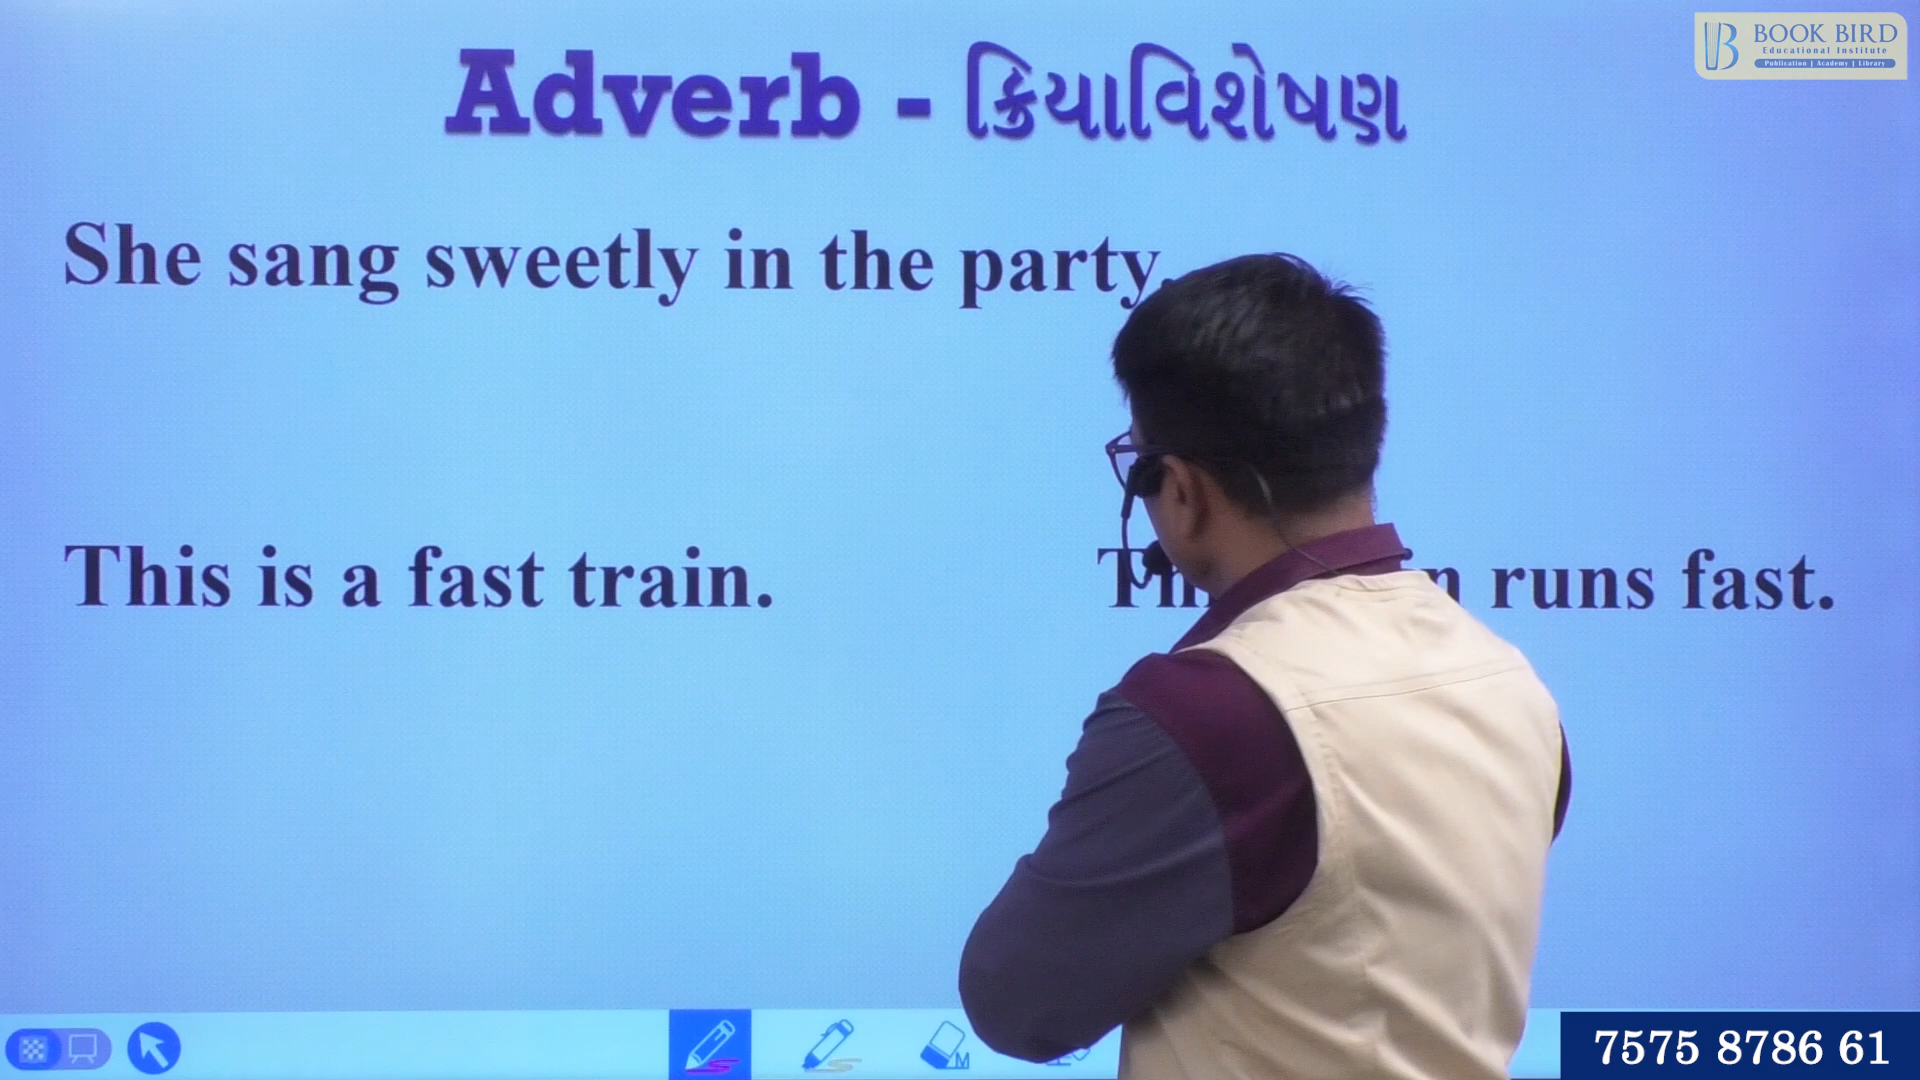 BOOK BIRD
Educational Institute
Publication | Academy | Library
Adverb - ક્રિયાવિશેષણ
She sang sweetly in the party.
This is a fast train.
runs fast.
M
7575 8786 61